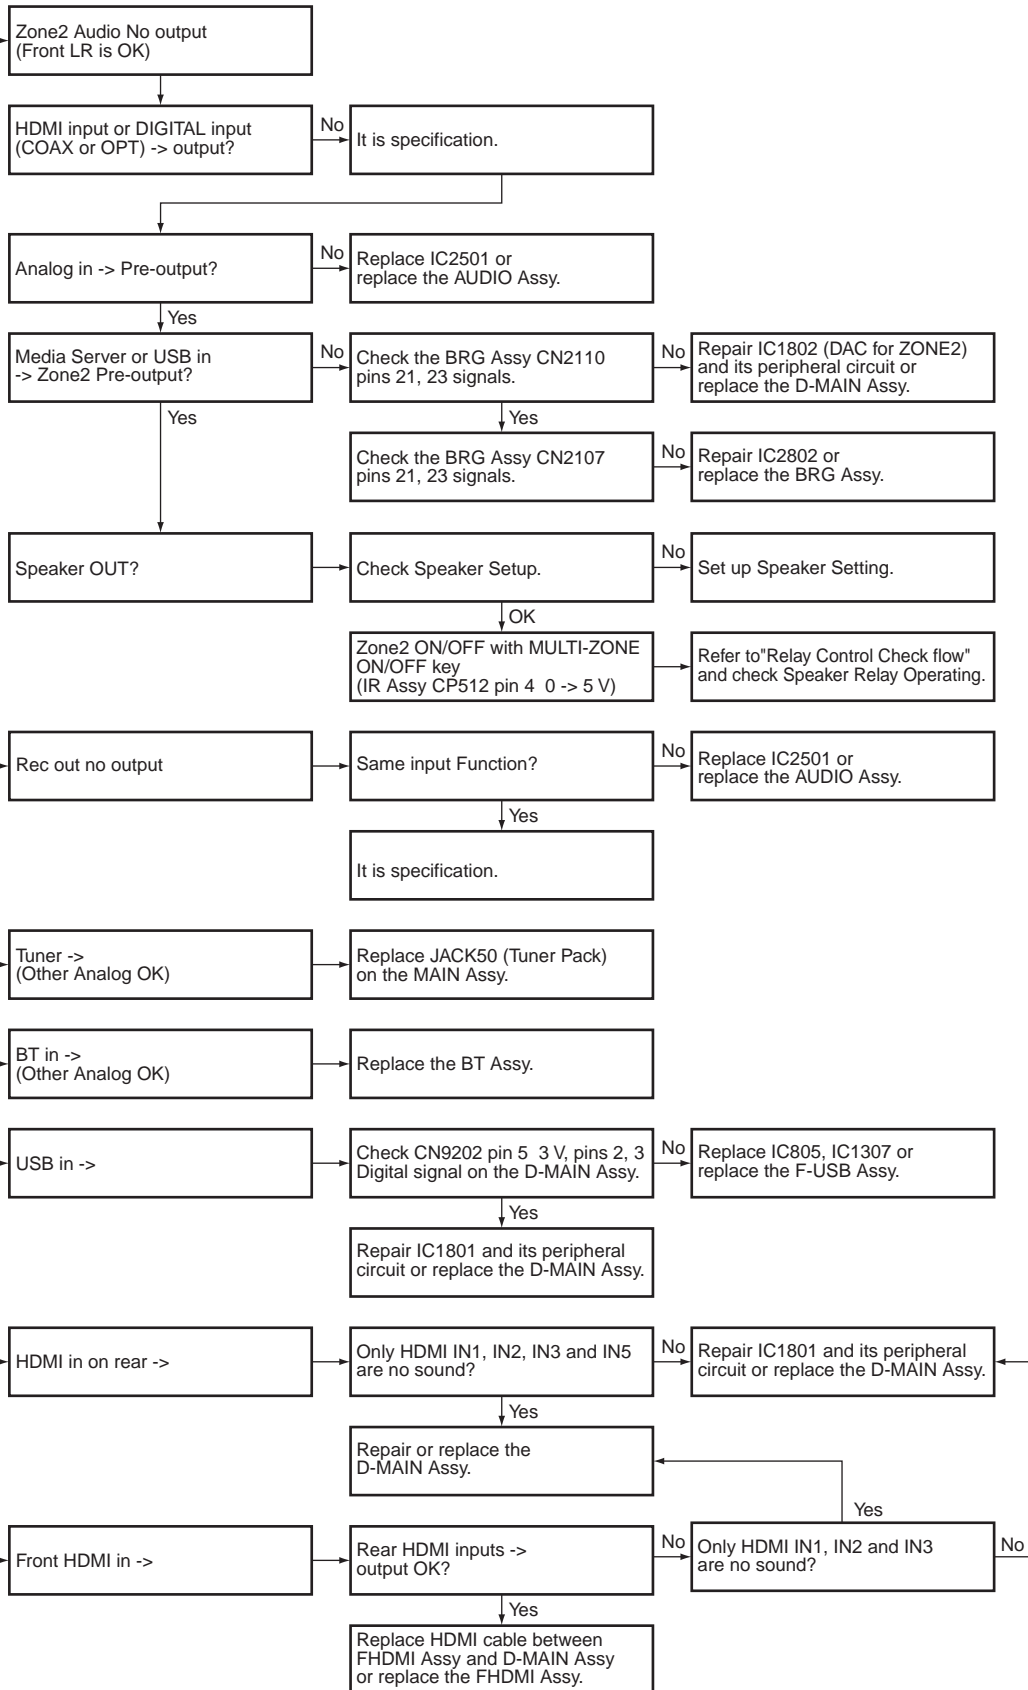 Zone2 Audio No output
(Front LR is OK)
HDMI input or DIGITAL input
(COAX or OPT) -> output?
No
It is specification.
Analog in -> Pre-output?
No
Replace IC2501 or
replace the AUDIO Assy.
Yes
Media Server or USB in
-> Zone2 Pre-output?
No
Check the BRG Assy CN2110
pins 21, 23 signals.
No
Repair IC1802 (DAC for ZONE2)
and its peripheral circuit or
replace the D-MAIN Assy.
Yes
Yes
Check the BRG Assy CN2107
pins 21, 23 signals.
No
Repair IC2802 or
replace the BRG Assy.
Speaker OUT?
Check Speaker Setup.
No
Set up Speaker Setting.
OK
Zone2 ON/OFF with MULTI-ZONE
ON/OFF key
(IR Assy CP512 pin 4  0 -> 5 V)
Refer to"Relay Control Check flow"
and check Speaker Relay Operating.
Rec out no output
Same input Function?
No
Replace IC2501 or
replace the AUDIO Assy.
Yes
It is specification.
Tuner ->
(Other Analog OK)
Replace JACK50 (Tuner Pack)
on the MAIN Assy.
BT in ->
(Other Analog OK)
Replace the BT Assy.
USB in ->
Check CN9202 pin 5  3 V, pins 2, 3
Digital signal on the D-MAIN Assy.
No
Replace IC805, IC1307 or
replace the F-USB Assy.
Yes
Repair IC1801 and its peripheral
circuit or replace the D-MAIN Assy.
HDMI in on rear ->
Only HDMI IN1, IN2, IN3 and IN5
are no sound?
No
Repair IC1801 and its peripheral
circuit or replace the D-MAIN Assy.
Yes
Repair or replace the
D-MAIN Assy.
Yes
Front HDMI in ->
Rear HDMI inputs ->
output OK?
No
Only HDMI IN1, IN2 and IN3
are no sound?
No
Yes
Replace HDMI cable between
FHDMI Assy and D-MAIN Assy
or replace the FHDMI Assy.